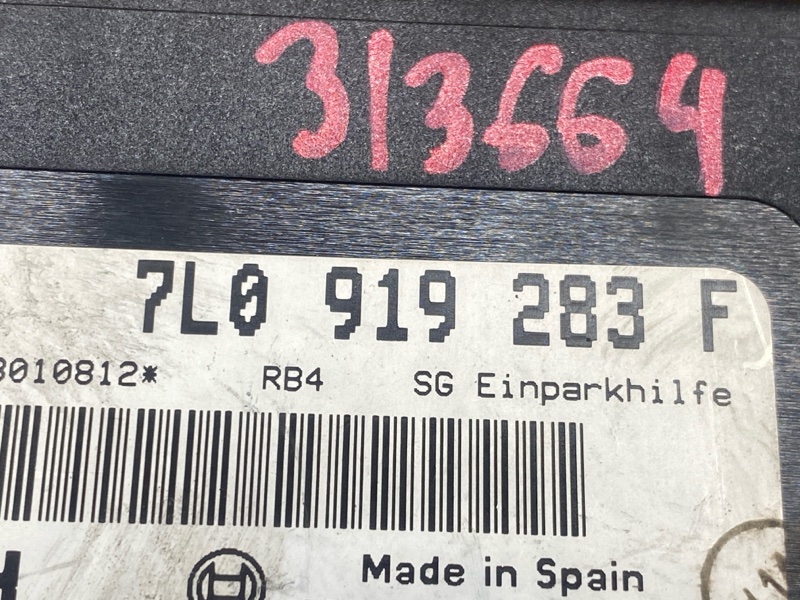 313664
7L0 919 283 F
3010812* RB4 SG Einparkhilfe
Made in Spain